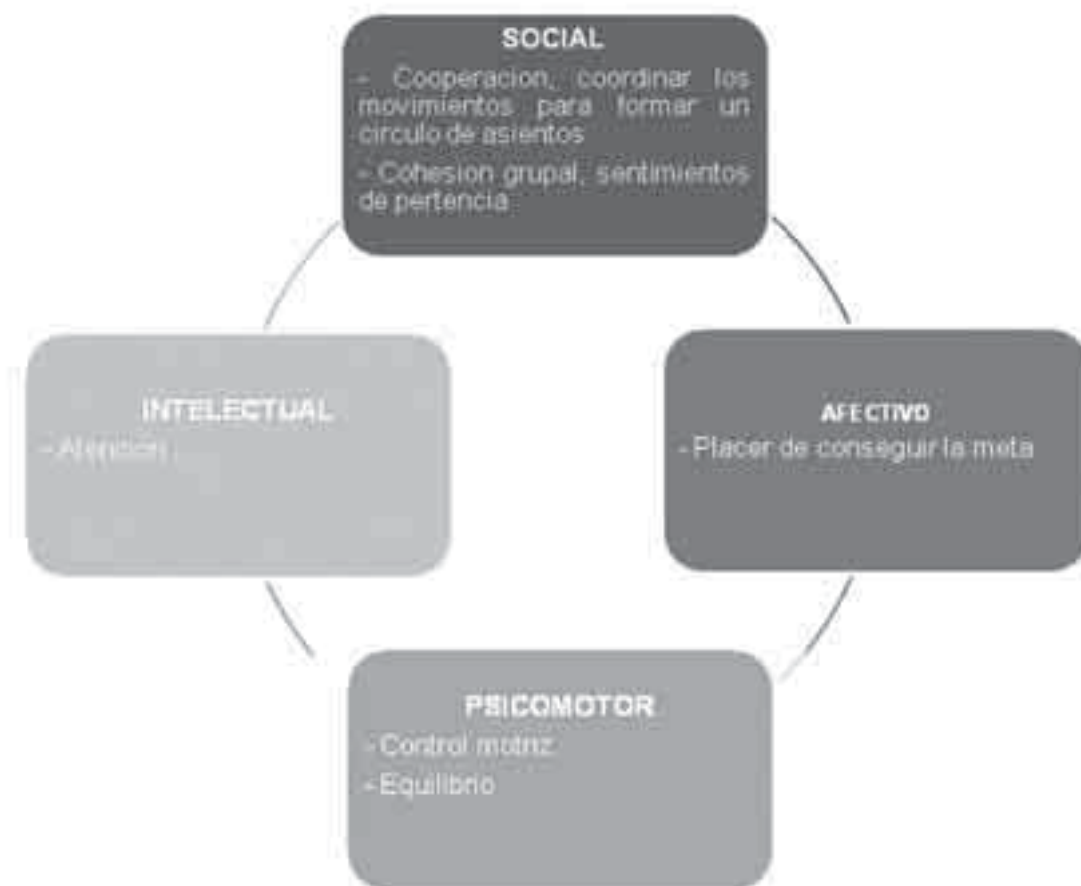 SOCIAL
- Cooperacion, coordinar los
movimientos para formar un
circulo de asientos
- Cohesion grupal, sentimientos
de pertencia
INTELECTUAL
- Atencion
AFECTIVO
- Placer de conseguir la meta
PSICOMOTOR
- Control motriz
- Equilibrio